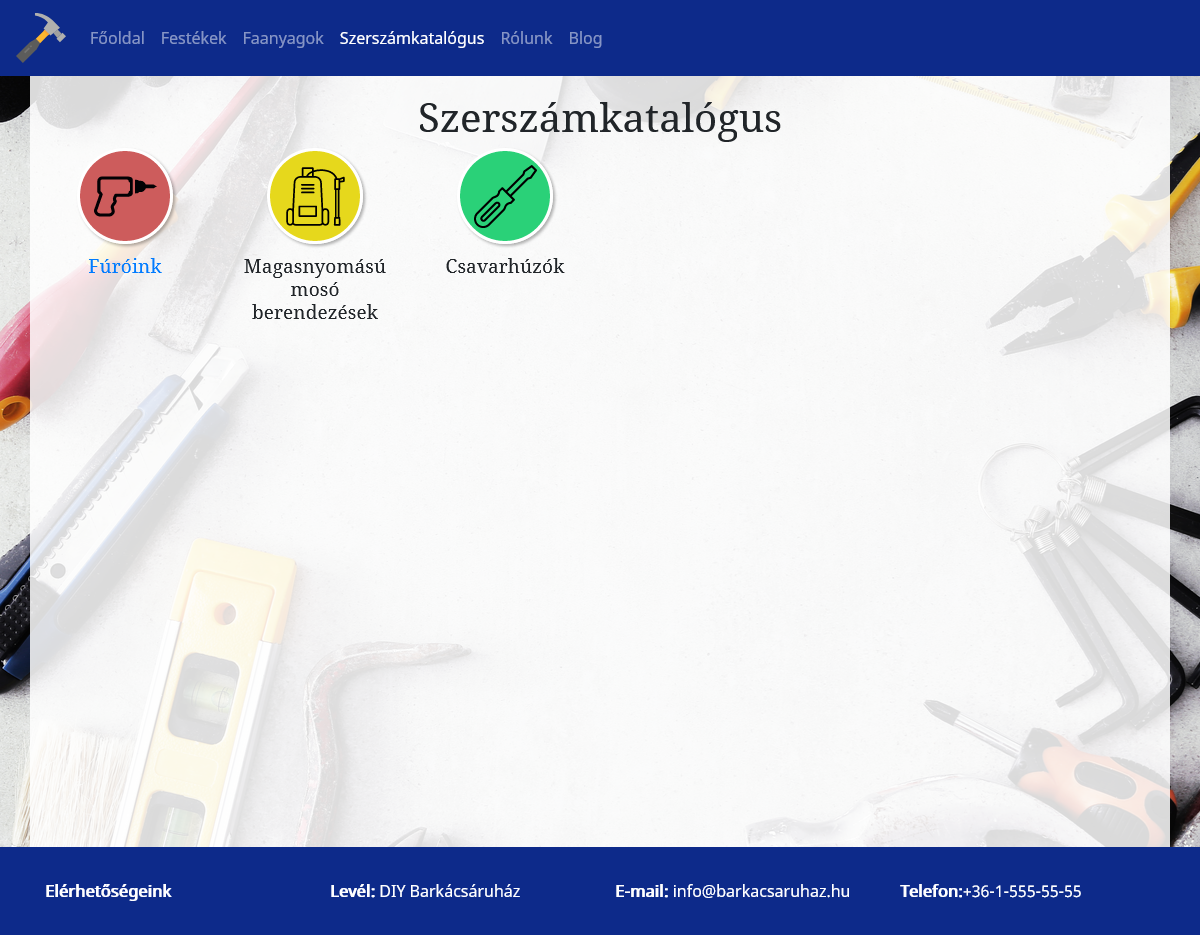 Főoldal Festékek Faanyagok Szerszámkatalógus Rólunk Blog
Szerszámkatalógus
Fúróink
Magasnyomású
mosó
berendezések
Csavarhúzók
Elérhetőségeink
Levél: DIY Barkácsáruház
E-mail: info@barkacsaruhaz.hu
Telefon:+36-1-555-55-55